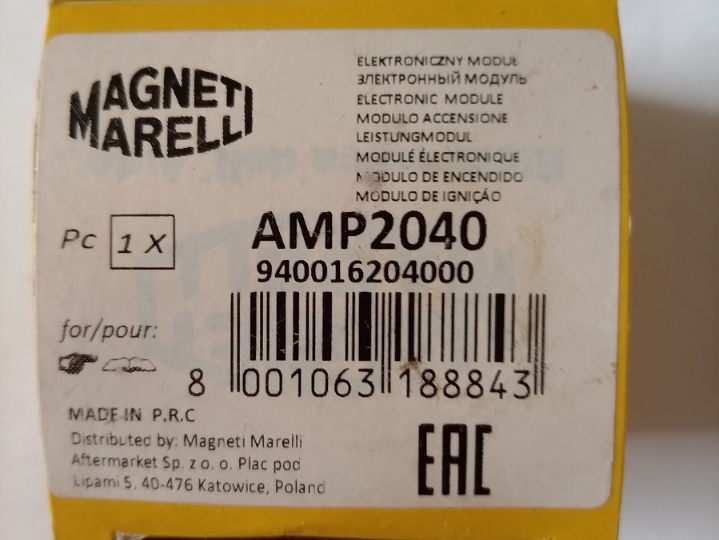 MAGNETI
MARELLI
ELEKTRONICZNY MODUŁ
ЭЛЕКТРОННЫЙ МОДУЛЬ
ELECTRONIC MODULE
MODULO ACCENSIONE
LEISTUNGMODUL
MODULÉ ÉLECTRONIQUE
MODULO DE ENCENDIDO
MODULO DE IGNIÇÁO
Pc 1 X
AMP2040
940016204000
for/pour:
8 001063 188843
MADE IN P.R.C
Distributed by: Magneti Marelli
Aftermarket Sp. z o. o. Plac pod
Lipami 5, 40-476 Katowice, Poland
EAC